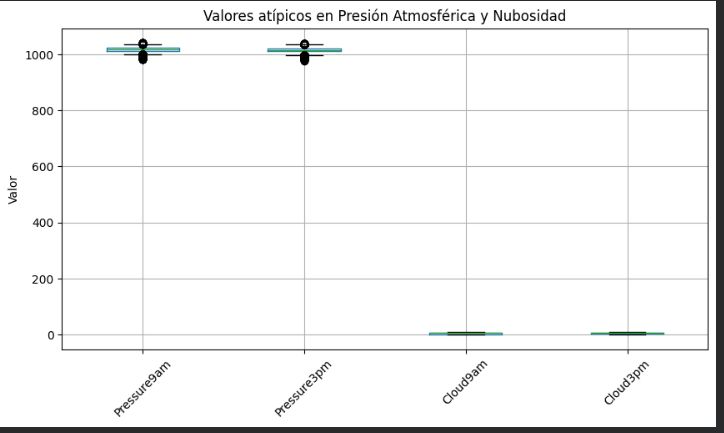 Valores atípicos en Presión Atmosférica y Nubosidad
Valor
1000
800
600
400
200
0
Pressure9am
Pressure3pm
Cloud9am
Cloud3pm